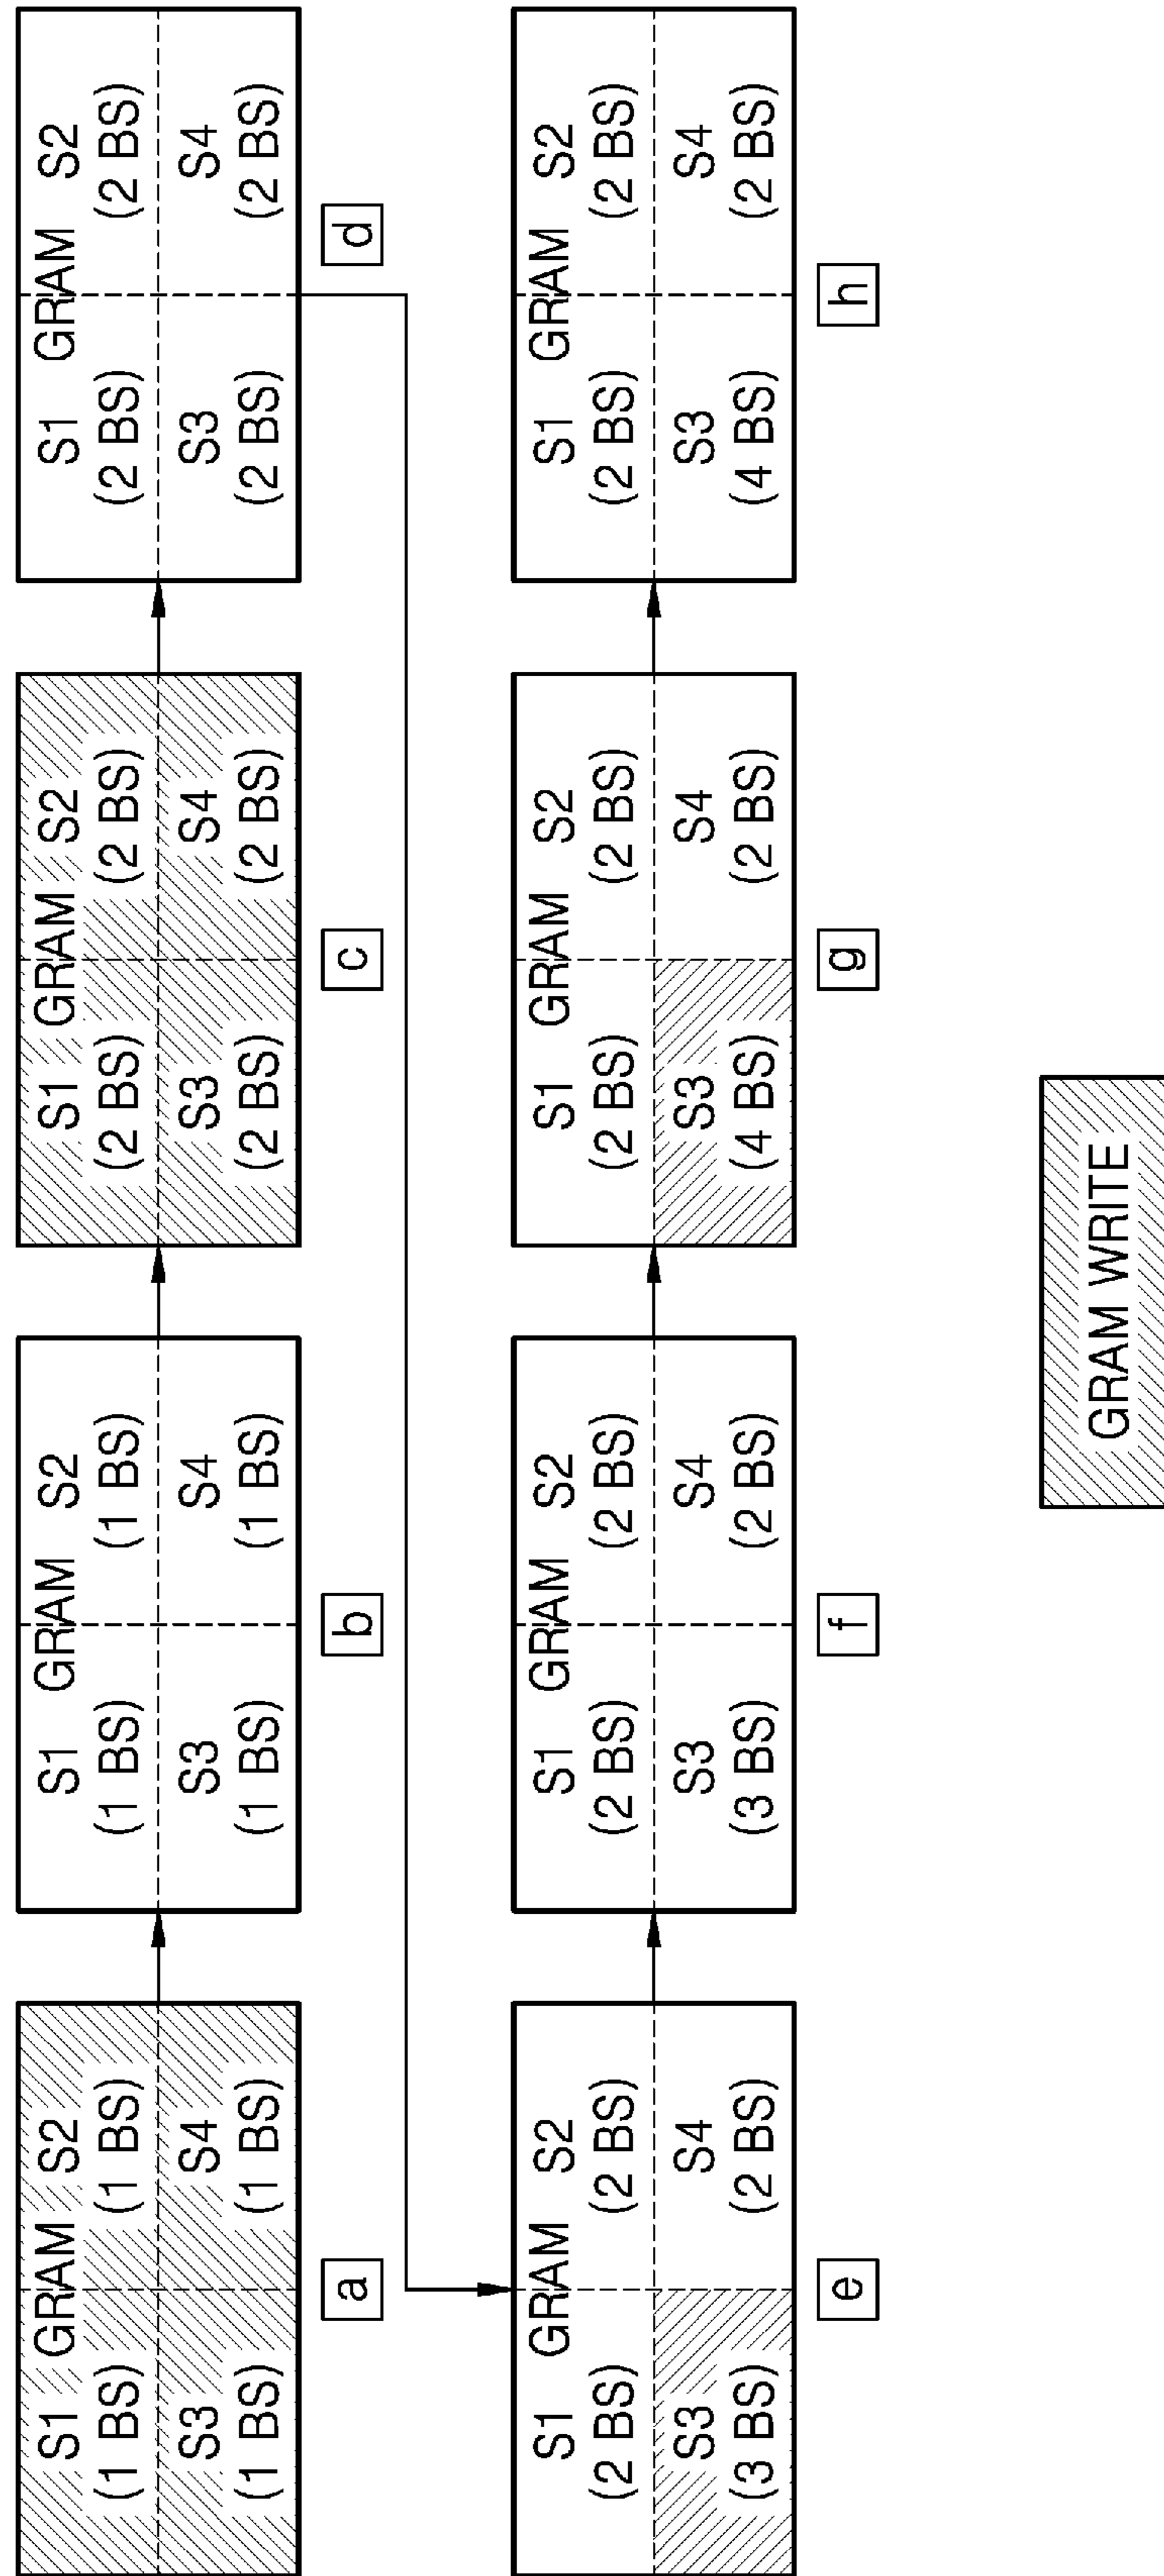 S1 GRAM S2
(1 BS) (1 BS)
S3 S4
(1 BS) (1 BS)
a
S1 GRAM S2
(1 BS) (1 BS)
S3 S4
(1 BS) (1 BS)
b
S1 GRAM S2
(2 BS) (2 BS)
S3 S4
(2 BS) (2 BS)
c
S1 GRAM S2
(2 BS) (2 BS)
S3 S4
(2 BS) (2 BS)
d
S1 GRAM S2
(2 BS) (2 BS)
S3 S4
(3 BS) (2 BS)
e
S1 GRAM S2
(2 BS) (2 BS)
S3 S4
(3 BS) (2 BS)
f
S1 GRAM S2
(2 BS) (2 BS)
S3 S4
(4 BS) (2 BS)
g
S1 GRAM S2
(2 BS) (2 BS)
S3 S4
(4 BS) (2 BS)
h
GRAM WRITE